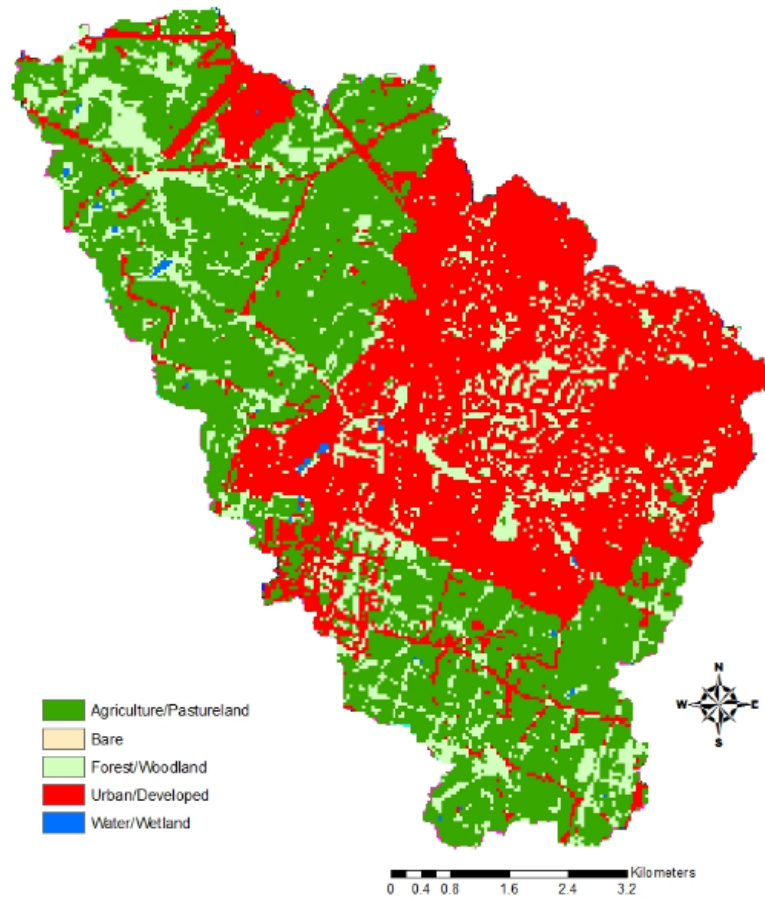 Agriculture/Pastureland
Bare
Forest/Woodland
Urban/Developed
Water/Wetland
N
W E
S
Kilometers
0 0.4 0.8 1.6 2.4 3.2